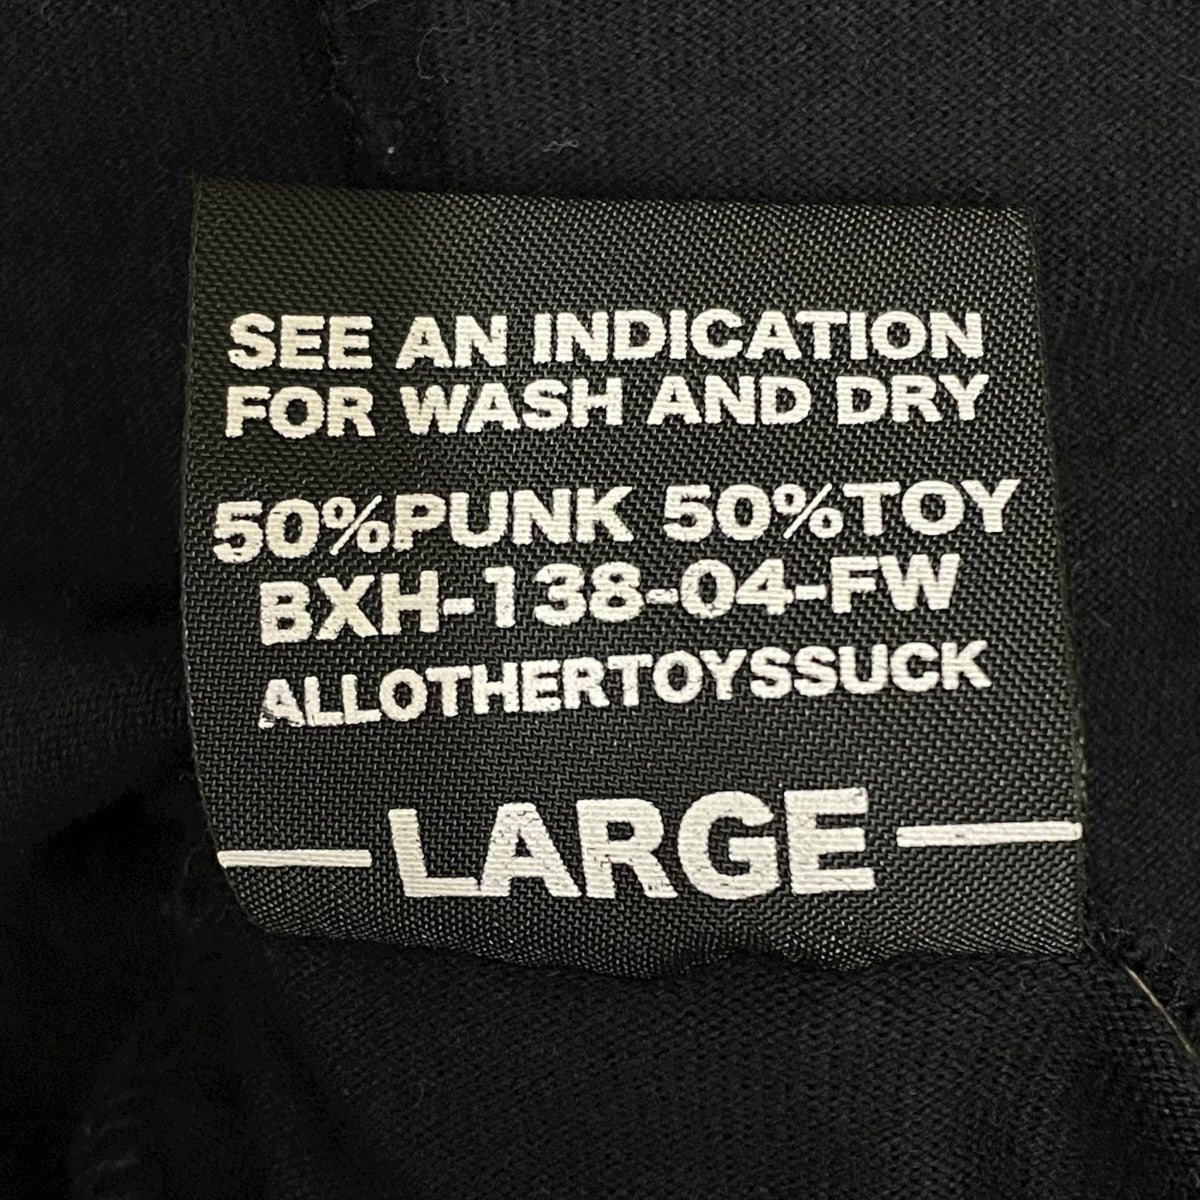 SEE AN INDICATION
FOR WASH AND DRY
50%PUNK 50%TOY
BXH-138-04-FW
ALLOTHERTOYSSUCK
LARGE